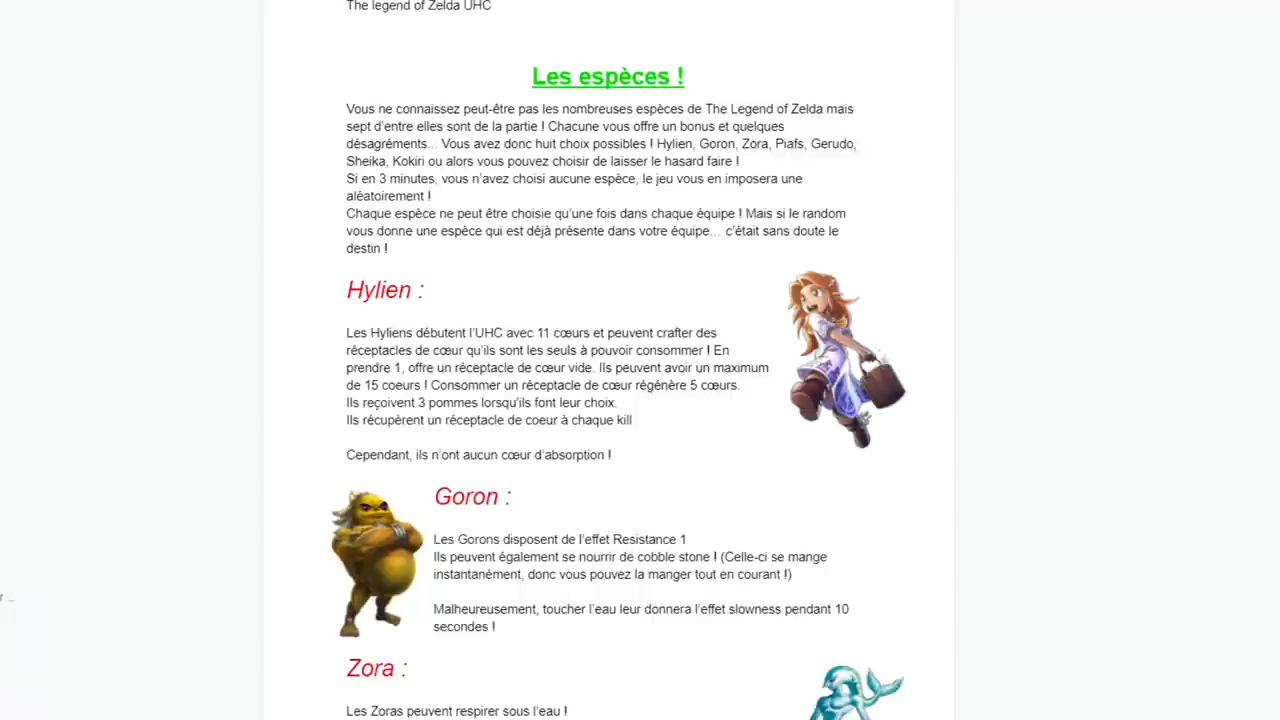 The legend of Zelda UHC
Les espèces !
Vous ne connaissez peut-être pas les nombreuses espèces de The Legend of Zelda mais
sept d'entre elles sont de la partie ! Chacune vous offre un bonus et quelques
désagréments... Vous avez donc huit choix possibles ! Hylien, Goron, Zora, Piafs, Gerudo,
Sheika, Kokiri ou alors vous pouvez choisir de laisser le hasard faire !
Si en 3 minutes, vous n'avez choisi aucune espèce, le jeu vous en imposera une
aléatoirement !
Chaque espèce ne peut être choisie qu'une fois dans chaque équipe ! Mais si le random
vous donne une espèce qui est déjà présente dans votre équipe... c'était sans doute le
destin !
Hylien :
Les Hyliens débutent l'UHC avec 11 cœurs et peuvent crafter des
réceptacles de cœur qu'ils sont les seuls à pouvoir consommer ! En
prendre 1, offre un réceptacle de cœur vide. Ils peuvent avoir un maximum
de 15 coeurs ! Consommer un réceptacle de cœur régénère 5 cœurs.
Ils reçoivent 3 pommes lorsqu'ils font leur choix.
Ils récupèrent un réceptacle de coeur à chaque kill
Cependant, ils n'ont aucun cœur d'absorption !
Goron :
Les Gorons disposent de l'effet Resistance 1
Ils peuvent également se nourrir de cobble stone ! (Celle-ci se mange
instantanément, donc vous pouvez la manger tout en courant !)
Malheureusement, toucher l'eau leur donnera l'effet slowness pendant 10
secondes !
Zora :
Les Zoras peuvent respirer sous l'eau !